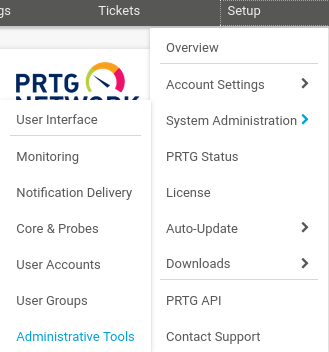 gs
Tickets
Setup
PRTG
NETWORK
Overview
Account Settings
System Administration
PRTG Status
License
Auto-Update
Downloads
PRTG API
Contact Support
User Interface
Monitoring
Notification Delivery
Core & Probes
User Accounts
User Groups
Administrative Tools